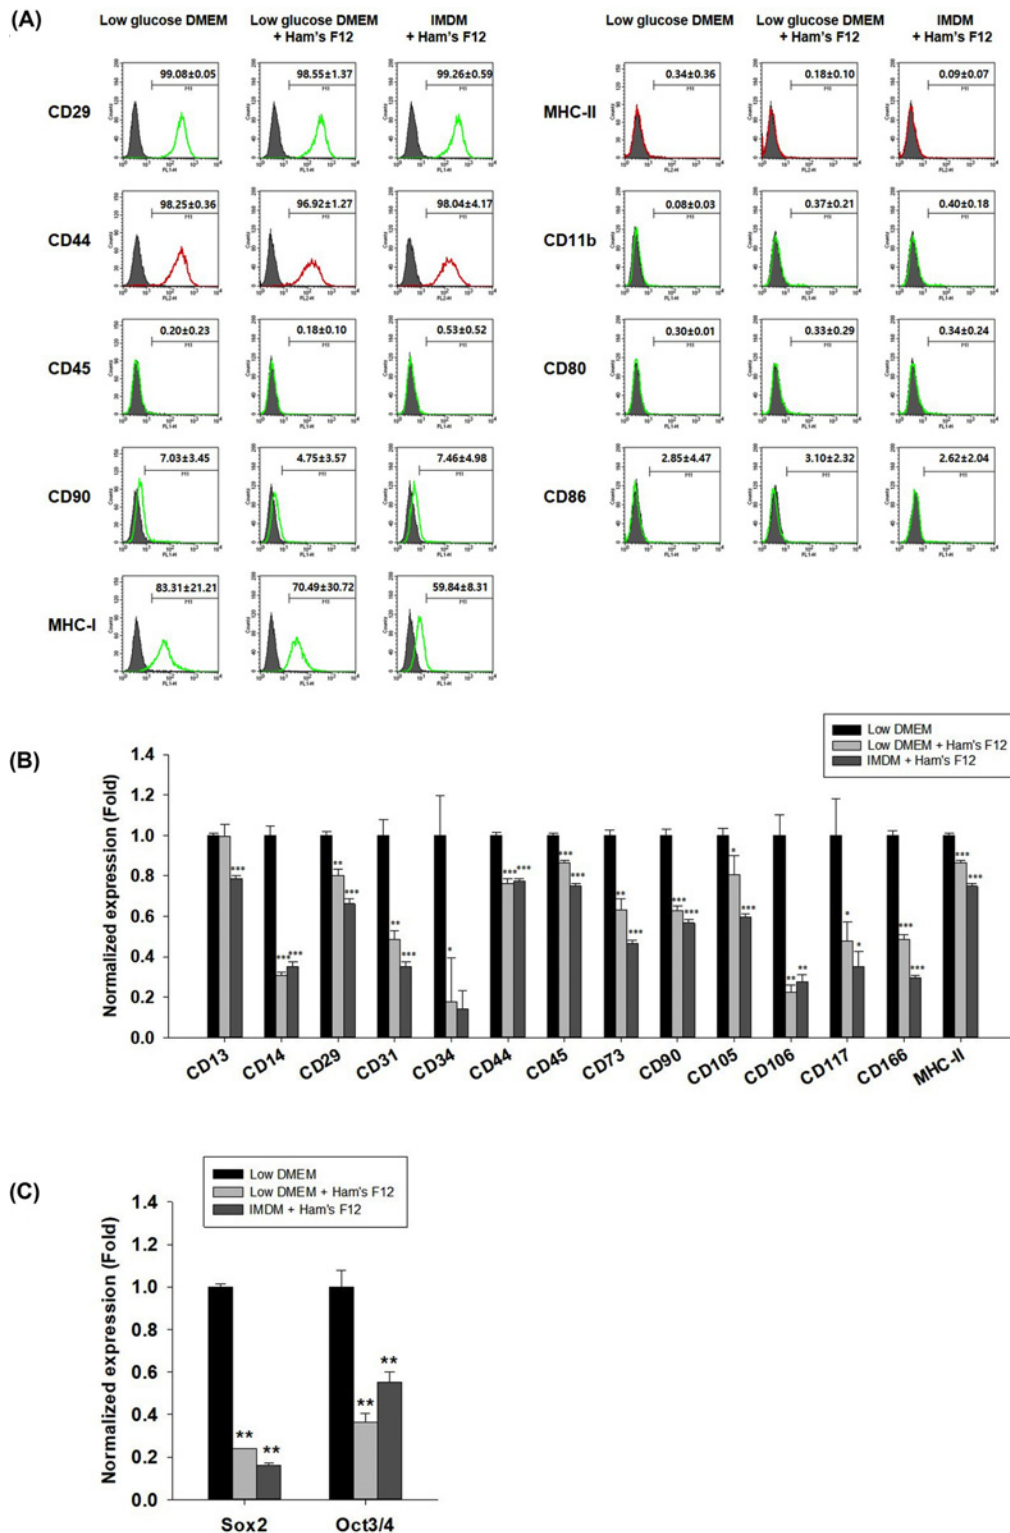 (A)
Low glucose DMEM
Low glucose DMEM
+ Ham's F12
IMDM
+ Ham's F12
Low glucose DMEM
Low glucose DMEM
+ Ham's F12
IMDM
+ Ham's F12
CD29
99.08±0.05
98.55±1.37
99.26±0.59
MHC-II
0.34±0.36
0.18±0.10
0.09±0.07
CD44
98.25±0.36
96.92±1.27
98.04±4.17
CD11b
0.08±0.03
0.37±0.21
0.40±0.18
CD45
0.20±0.23
0.18±0.10
0.53±0.52
CD80
0.30±0.01
0.33±0.29
0.34±0.24
CD90
7.03±3.45
4.75±3.57
7.46±4.98
CD86
2.85±4.47
3.10±2.32
2.62±2.04
MHC-I
83.31±21.21
70.49±30.72
59.84±8.31
(B)
Low DMEM
Low DMEM + Ham's F12
IMDM + Ham's F12
Normalized expression (Fold)
1.4
1.2
1.0
0.8
0.6
0.4
0.2
0.0
CD13
CD14
CD29
CD31
CD34
CD44
CD45
CD73
CD90
CD105
CD106
CD117
CD166
MHC-II
(C)
Low DMEM
Low DMEM + Ham's F12
IMDM + Ham's F12
Normalized expression (Fold)
1.4
1.2
1.0
0.8
0.6
0.4
0.2
0.0
Sox2
Oct3/4